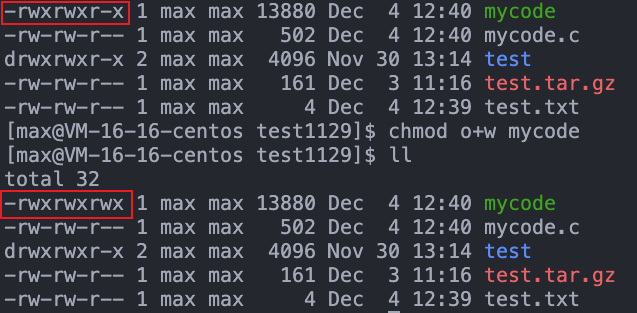 -rwxrwxr-x 1 max max 13880 Dec  4 12:40 mycode
-rw-rw-r-- 1 max max   502 Dec  4 12:40 mycode.c
drwxrwxr-x 2 max max  4096 Nov 30 13:14 test
-rw-rw-r-- 1 max max   161 Dec  3 11:16 test.tar.gz
-rw-rw-r-- 1 max max     4 Dec  4 12:39 test.txt
[max@VM-16-16-centos test1129]$ chmod o+w mycode
[max@VM-16-16-centos test1129]$ ll
total 32
-rwxrwxrwx 1 max max 13880 Dec  4 12:40 mycode
-rw-rw-r-- 1 max max   502 Dec  4 12:40 mycode.c
drwxrwxr-x 2 max max  4096 Nov 30 13:14 test
-rw-rw-r-- 1 max max   161 Dec  3 11:16 test.tar.gz
-rw-rw-r-- 1 max max     4 Dec  4 12:39 test.txt